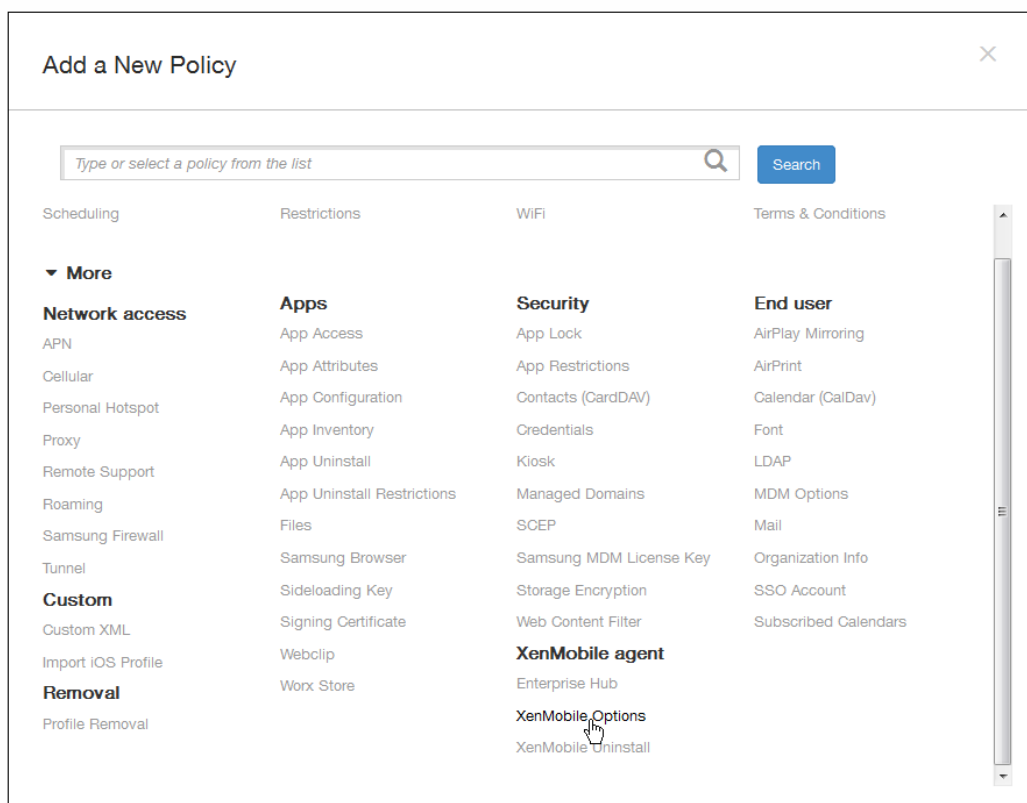 Add a New Policy
Type or select a policy from the list
Search
Scheduling
Restrictions
WiFi
Terms & Conditions
More
Network access
APN
Cellular
Personal Hotspot
Proxy
Remote Support
Roaming
Samsung Firewall
Tunnel
Custom
Custom XML
Import iOS Profile
Removal
Profile Removal
Apps
App Access
App Attributes
App Configuration
App Inventory
App Uninstall
App Uninstall Restrictions
Files
Samsung Browser
Sideloading Key
Signing Certificate
Webclip
Worx Store
Security
App Lock
App Restrictions
Contacts (CardDAV)
Credentials
Kiosk
Managed Domains
SCEP
Samsung MDM License Key
Storage Encryption
Web Content Filter
XenMobile agent
Enterprise Hub
XenMobile Options
XenMobile Uninstall
End user
AirPlay Mirroring
AirPrint
Calendar (CalDav)
Font
LDAP
MDM Options
Mail
Organization Info
SSO Account
Subscribed Calendars